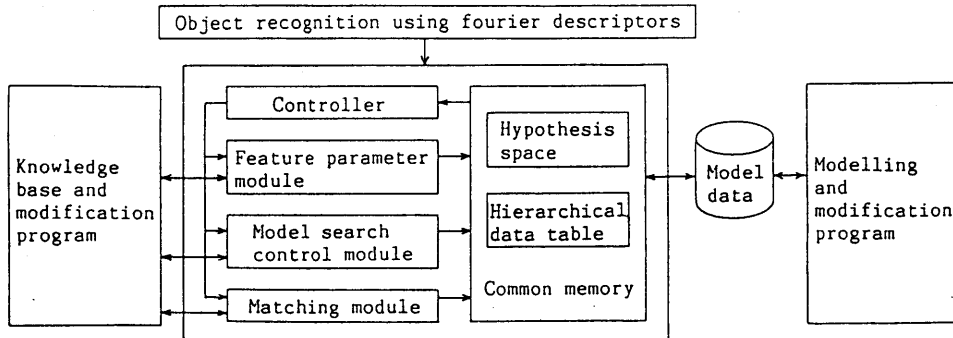 Object recognition using fourier descriptors
Knowledge
base and
modification
program
Controller
Feature parameter
module
Model search
control module
Matching module
Hypothesis
space
Hierarchical
data table
Common memory
Model
data
Modelling
and
modification
program